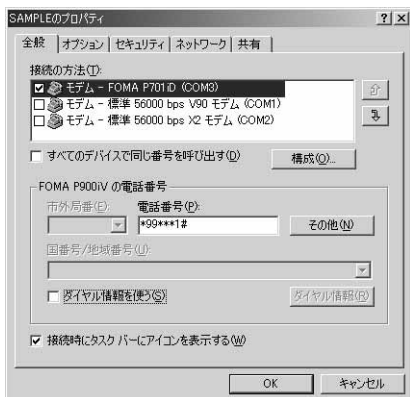 SAMPLEのプロパティ
全般 オプション セキュリティ ネットワーク 共有
接続の方法(T):
モデム - FOMA P701iD (COM3)
モデム - 標準 56000 bps V90 モデム (COM1)
モデム - 標準 56000 bps X2 モデム (COM2)
すべてのデバイスで同じ番号を呼び出す(D) 構成(O)...
FOMA P900iV の電話番号
市外局番(E): 電話番号(P):
*99***1# その他(N)
国番号/地域番号(U):
ダイヤル情報を使う(S) ダイヤル情報(R)
接続時にタスク バーにアイコンを表示する(W)
OK キャンセル